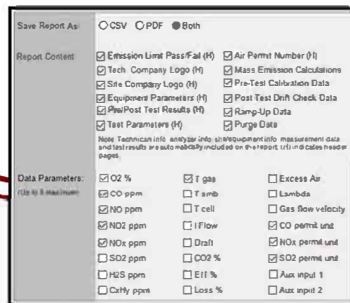 Save Report As: CSV PDF Both
Report Content Emission Limit Pass/Fail (H) Air Permit Number (H)
Tech Company Logo (H) Mass Emission Calculations
Site Company Logo (H) Pre-Test Calibration Data
Equipment Parameters (H) Post Test Drift Check Data
Pre/Post Test Results (H) Ramp-Up Data
Test Parameters (H) Purge Data
Note Technician info, analyzer info, site/equipment info, measurement data
and test results are automatically included on the report. (H) indicates header
pages.
Data Parameters: O2 % T gas Excess Air
(Up to 8 maximum) CO ppm T amb Lambda
NO ppm T cell Gas flow velocity
NO2 ppm I Flow CO permit unit
NOx ppm Draft NOx permit unit
SO2 ppm CO2 % SO2 permit unit
H2S ppm Eff % Aux input 1
CxHy ppm Loss % Aux input 2